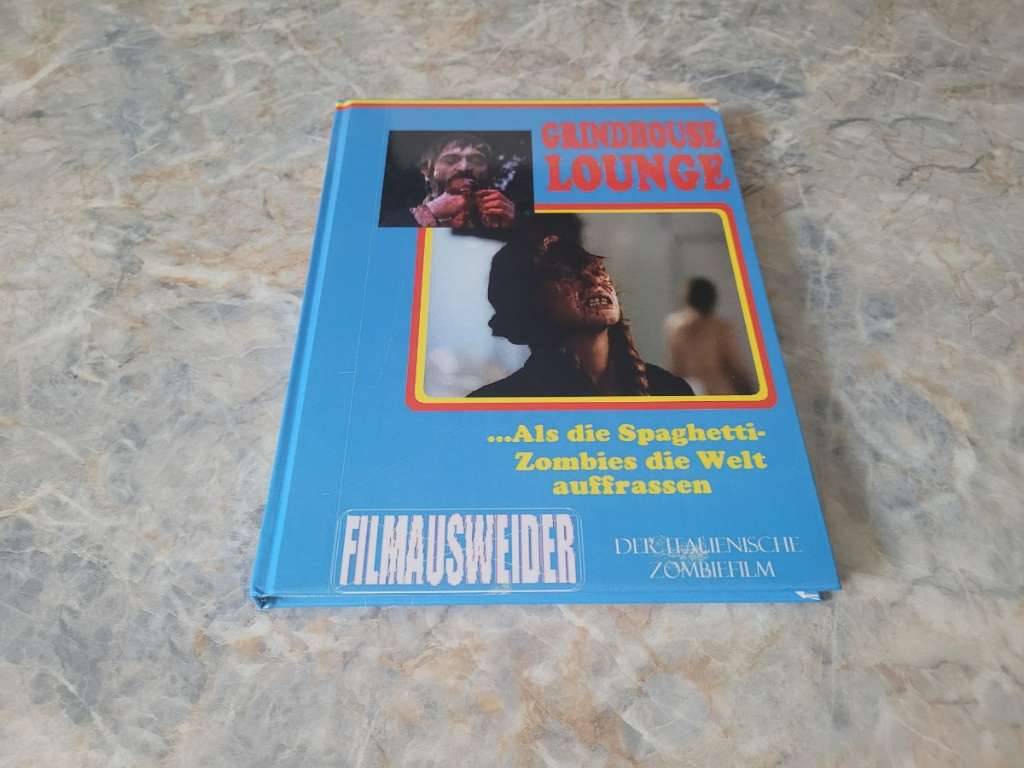 GRINDHOUSE
LOUNGE
...Als die Spaghetti-
Zombies die Welt
auffrassen
FILMAUSWEIDER
DER ITALIENISCHE
ZOMBIEFILM